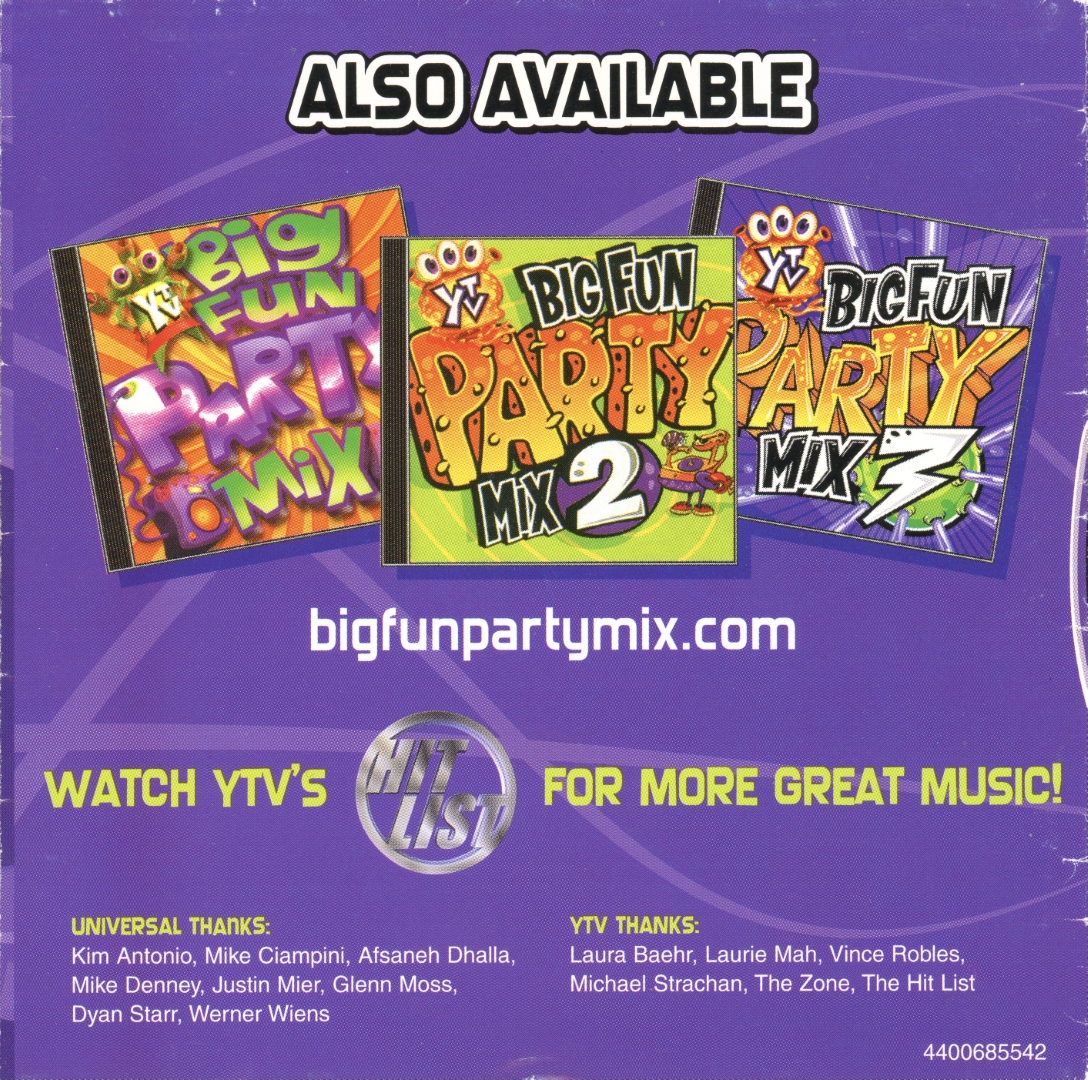 ALSO AVAILABLE
YTV
BIG
FUN
PARTY
MIX
YTV
BIG FUN
PARTY
MIX 2
YTV
BIG FUN
PARTY
MIX 3
bigfunpartymix.com
WATCH YTV'S HIT LIST FOR MORE GREAT MUSIC!
UNIVERSAL THANKS:
Kim Antonio, Mike Ciampini, Afsaneh Dhalla,
Mike Denney, Justin Mier, Glenn Moss,
Dyan Starr, Werner Wiens
YTV THANKS:
Laura Baehr, Laurie Mah, Vince Robles,
Michael Strachan, The Zone, The Hit List
4400685542